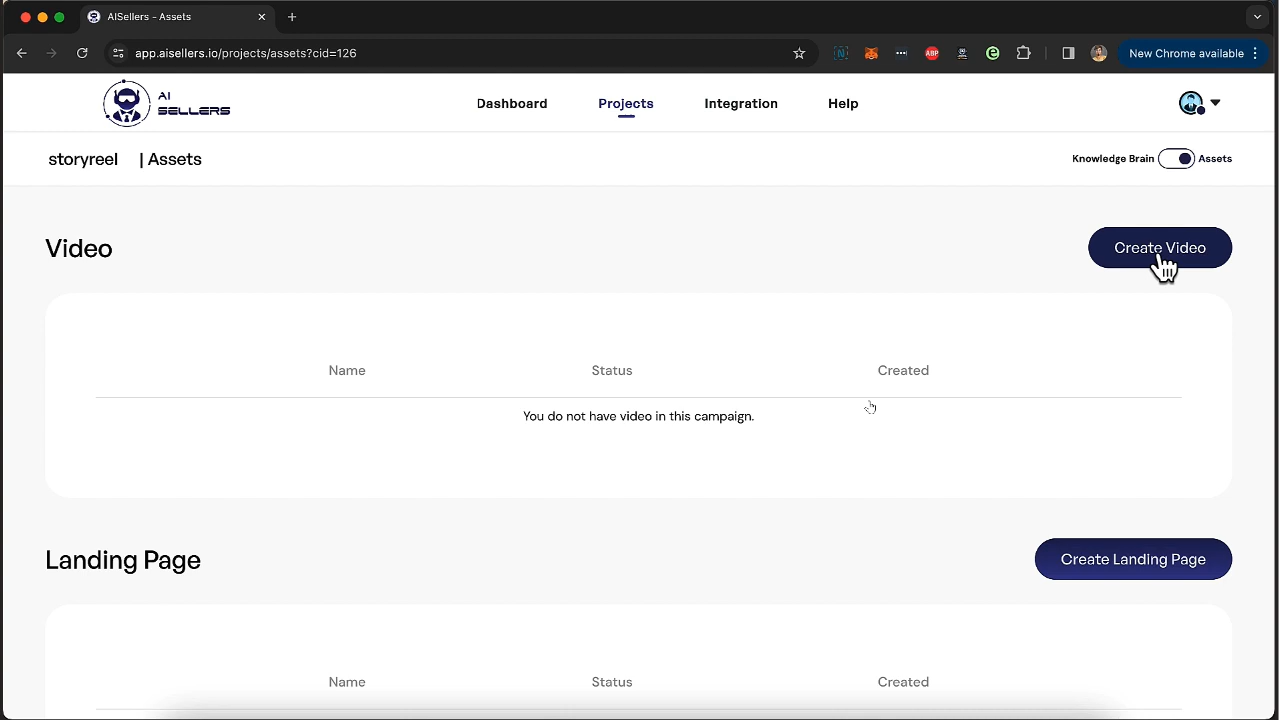 AISellers - Assets
app.aisellers.io/projects/assets?cid=126
ABP
New Chrome available
AI
SELLERS
Dashboard
Projects
Integration
Help
storyreel | Assets
Knowledge Brain
Assets
Video
Create Video
Name
Status
Created
You do not have video in this campaign.
Landing Page
Create Landing Page
Name
Status
Created